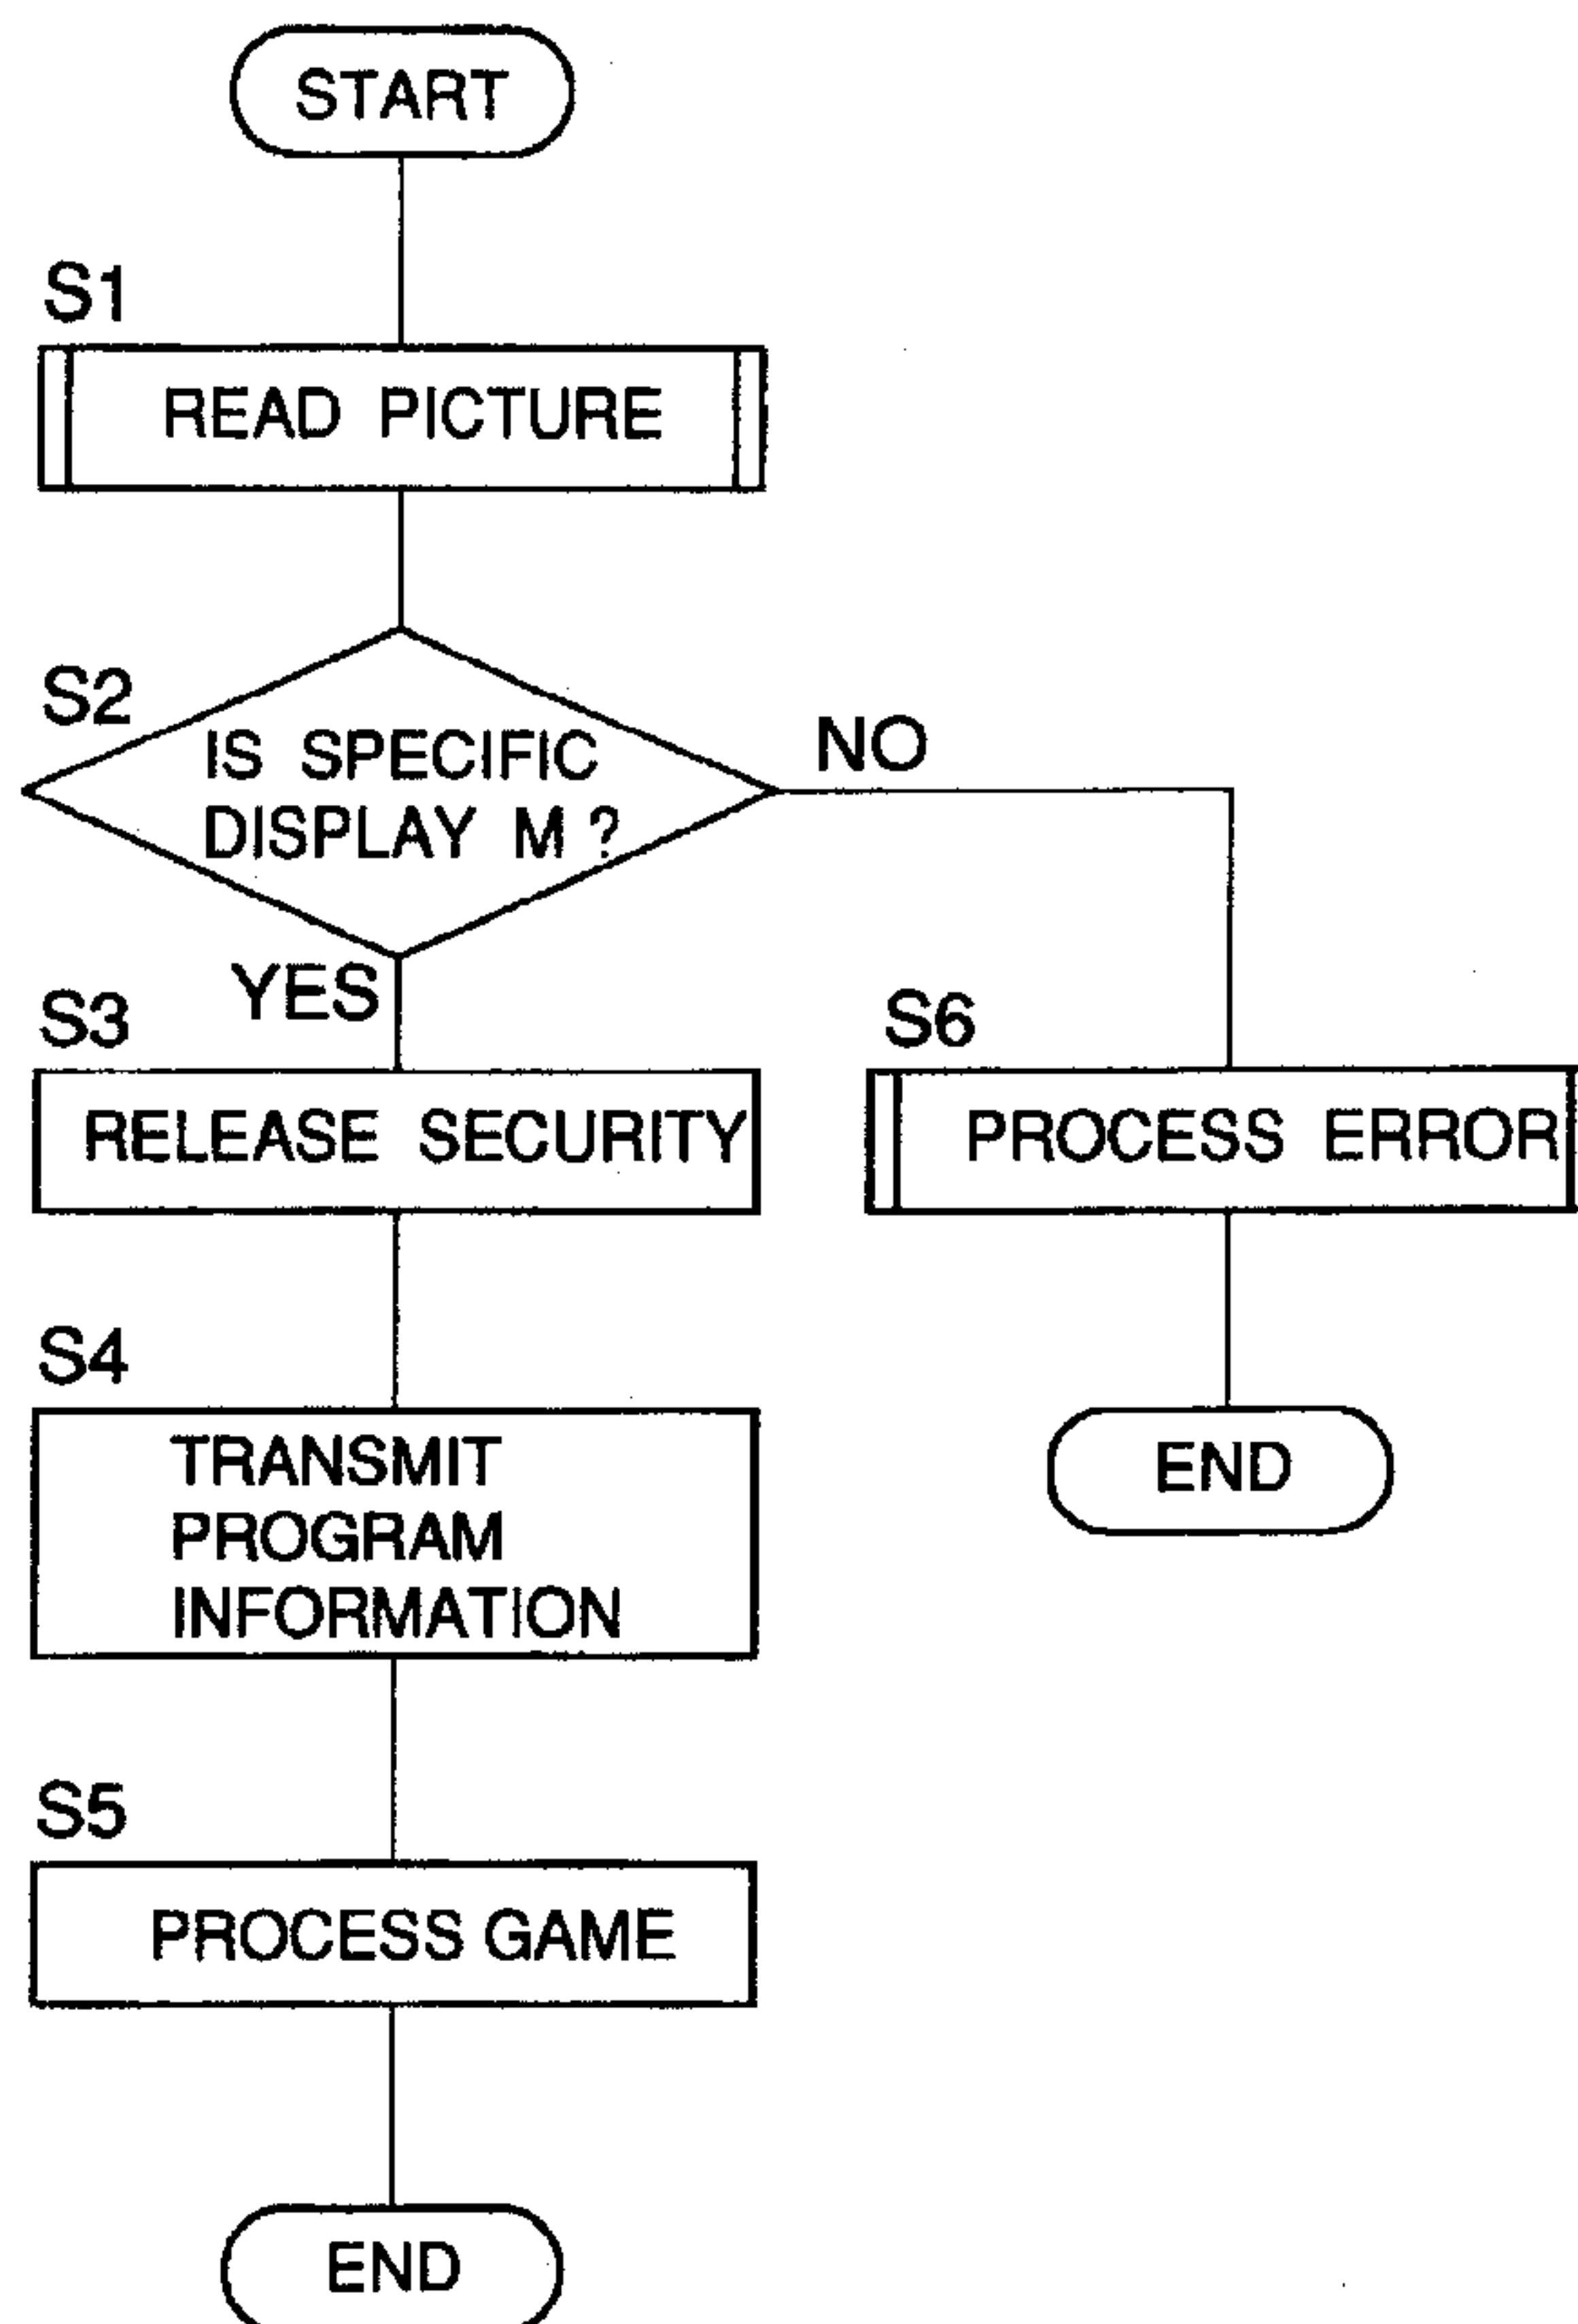 START
S1
READ PICTURE
S2
IS SPECIFIC
DISPLAY M ?
NO
YES
S3
RELEASE SECURITY
S6
PROCESS ERROR
S4
TRANSMIT
PROGRAM
INFORMATION
END
S5
PROCESS GAME
END